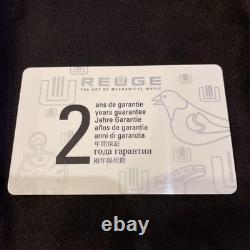 REUGE
THE ART OF MECHANICAL MUSIC
2
ans de garantie
years guarantee
Jahre Garantie
años de garantía
anni di garanzia
年間保証
года гарантии
兩年保用期